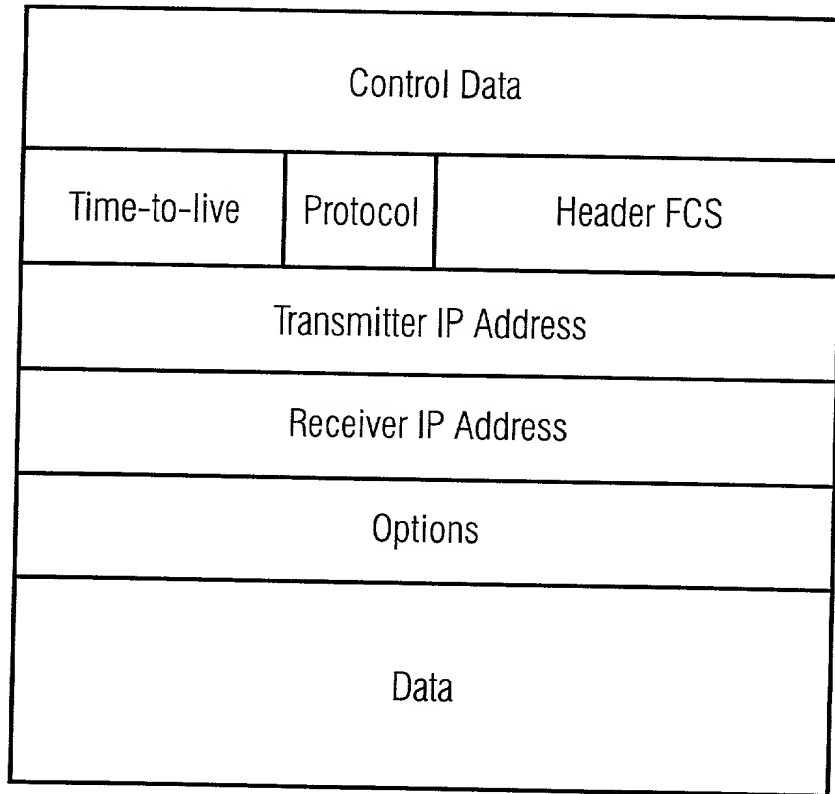 Control Data
Time-to-live Protocol Header FCS
Transmitter IP Address
Receiver IP Address
Options
Data